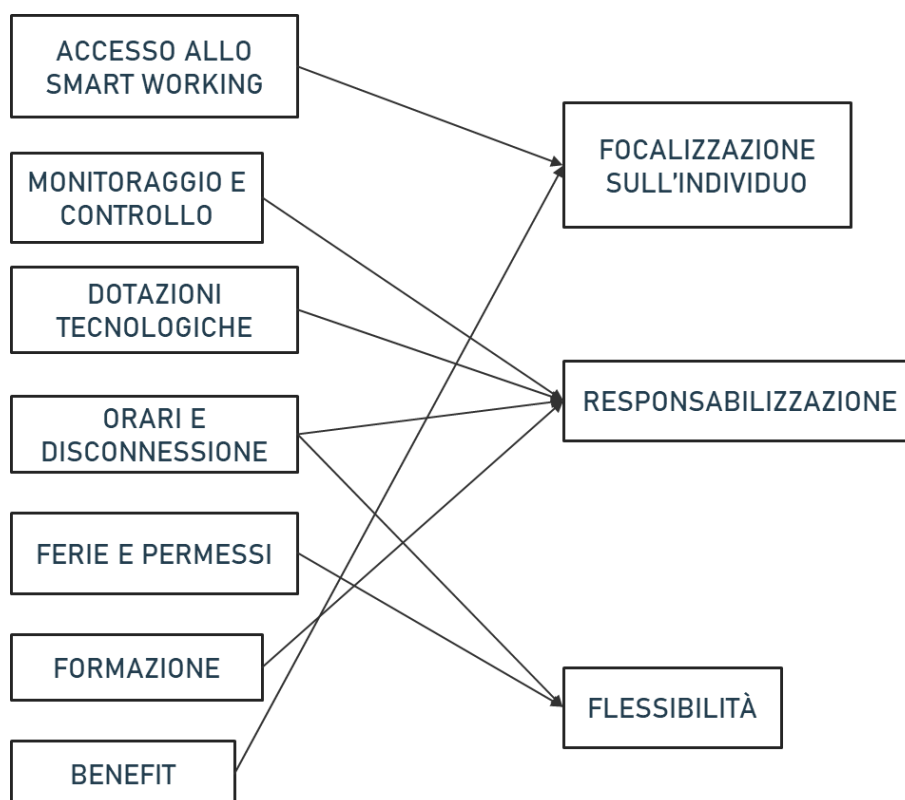 ACCESSO ALLO
SMART WORKING
MONITORAGGIO E
CONTROLLO
DOTAZIONI
TECNOLOGICHE
ORARI E
DISCONNESSIONE
FERIE E PERMESSI
FORMAZIONE
BENEFIT
FOCALIZZAZIONE
SULL'INDIVIDUO
RESPONSABILIZZAZIONE
FLESSIBILITÀ